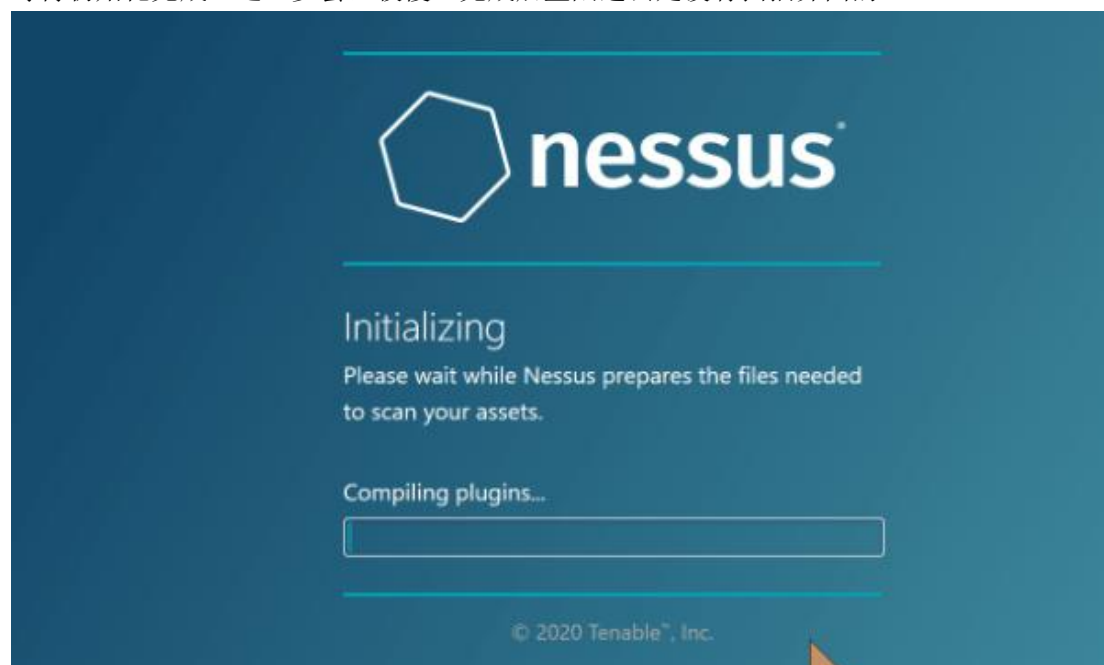 nessus
Initializing
Please wait while Nessus prepares the files needed
to scan your assets.
Compiling plugins...
© 2020 Tenable™, Inc.